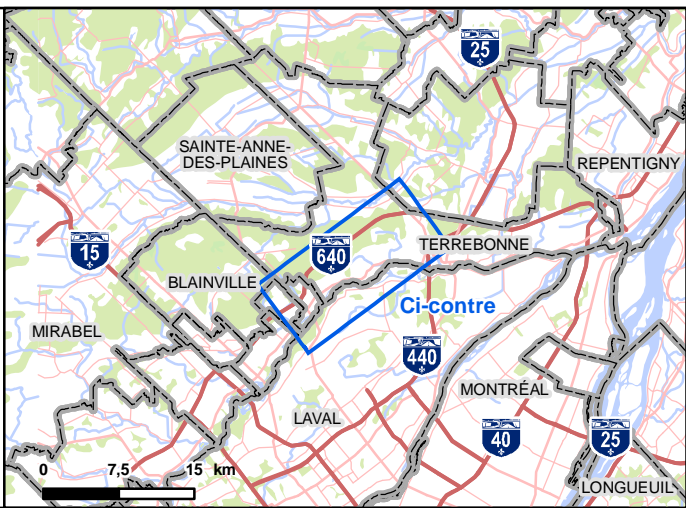 25
SAINTE-ANNE-
DES-PLAINES
REPENTIGNY
15
640
TERREBONNE
BLAINVILLE
Ci-contre
MIRABEL
440
MONTRÉAL
LAVAL
40
25
0 7,5 15 km
LONGUEUIL